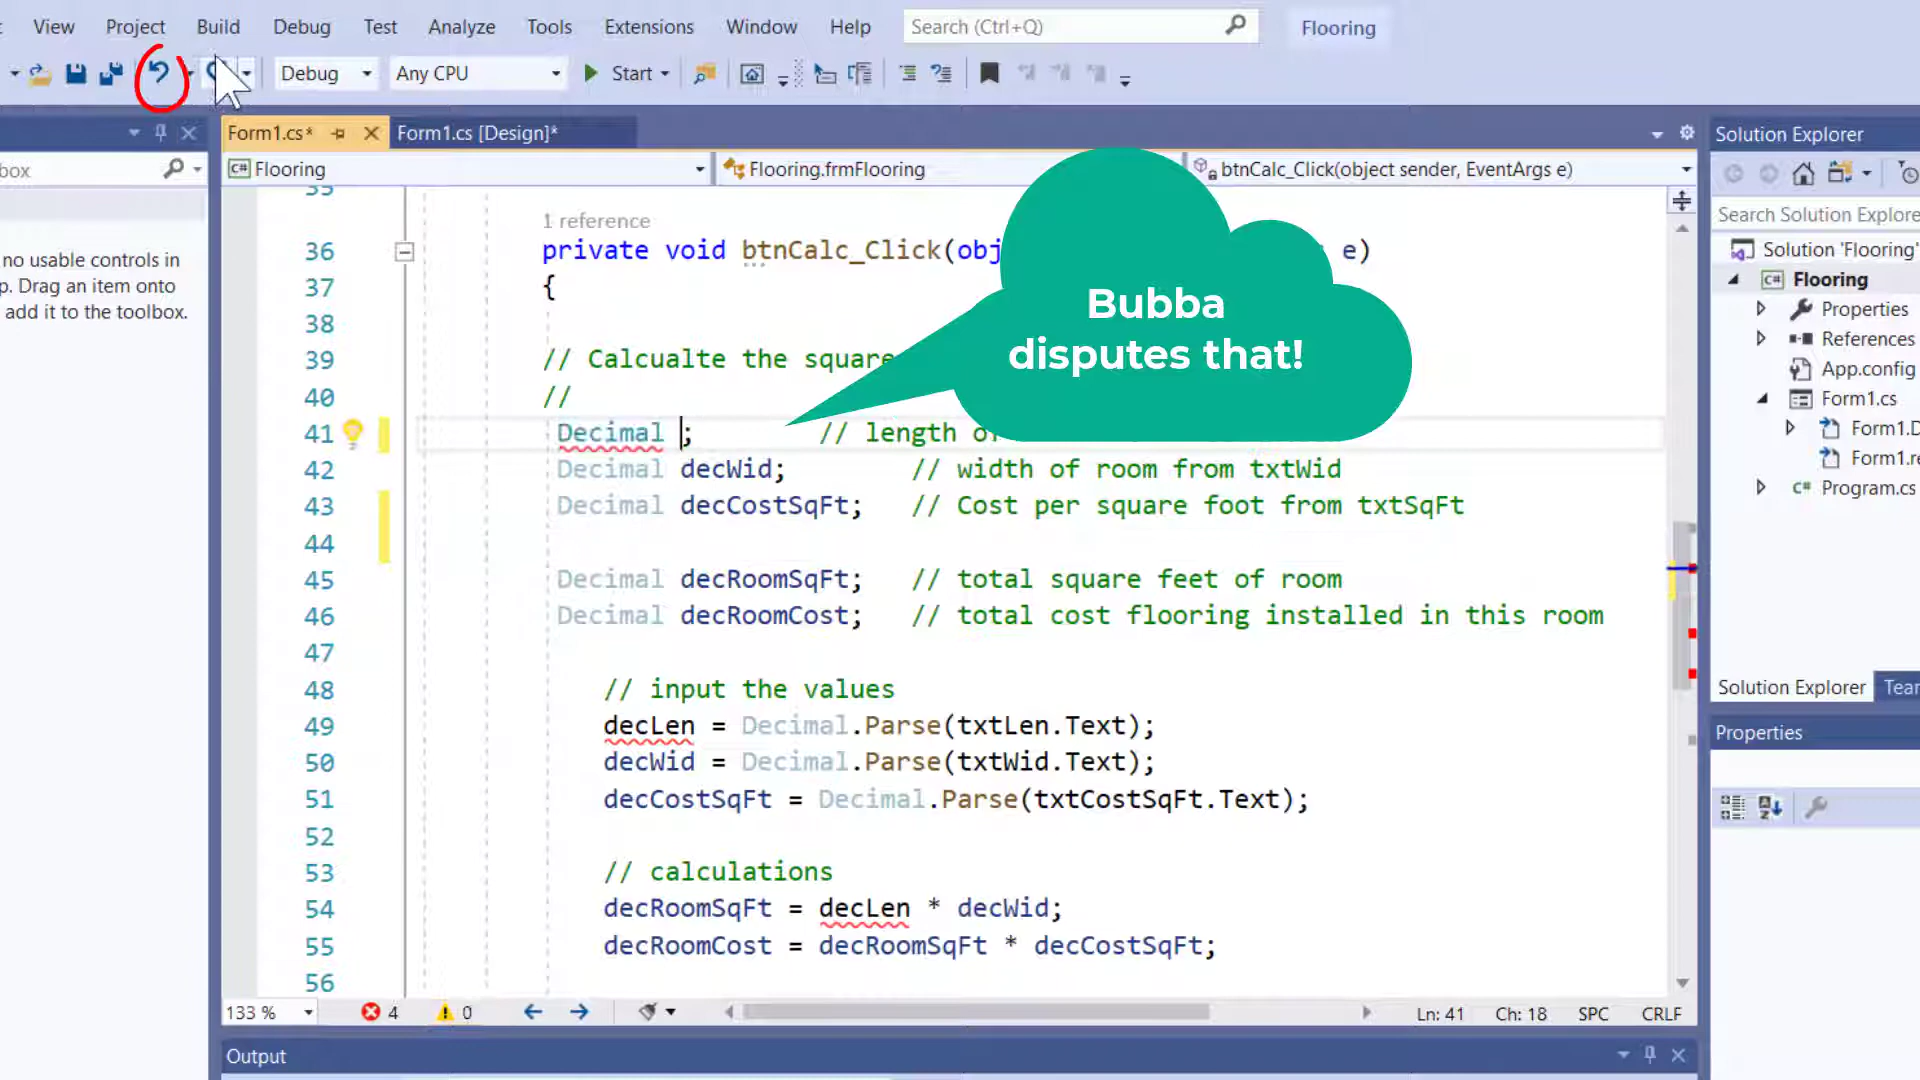 View Project Build Debug Test Analyze Tools Extensions Window Help Search (Ctrl+Q) Flooring
Debug Any CPU Start
Form1.cs* Form1.cs [Design]* Solution Explorer
box C# Flooring Flooring.frmFlooring btnCalc_Click(object sender, EventArgs e)
Search Solution Explore
35
1 reference
36 private void btnCalc_Click(obj e)
37 {
38
39 // Calcualte the square
40 //
41 Decimal ; // length of
42 Decimal decWid; // width of room from txtWid
43 Decimal decCostSqFt; // Cost per square foot from txtSqFt
44
45 Decimal decRoomSqFt; // total square feet of room
46 Decimal decRoomCost; // total cost flooring installed in this room
47
48 // input the values
49 decLen = Decimal.Parse(txtLen.Text);
50 decWid = Decimal.Parse(txtWid.Text);
51 decCostSqFt = Decimal.Parse(txtCostSqFt.Text);
52
53 // calculations
54 decRoomSqFt = decLen * decWid;
55 decRoomCost = decRoomSqFt * decCostSqFt;
56
Bubba
disputes that!
no usable controls in
p. Drag an item onto
add it to the toolbox.
Solution 'Flooring'
C# Flooring
Properties
References
App.config
Form1.cs
Form1.D
Form1.re
C# Program.cs
Solution Explorer Tear
Properties
133 % 4 0 Ln: 41 Ch: 18 SPC CRLF
Output